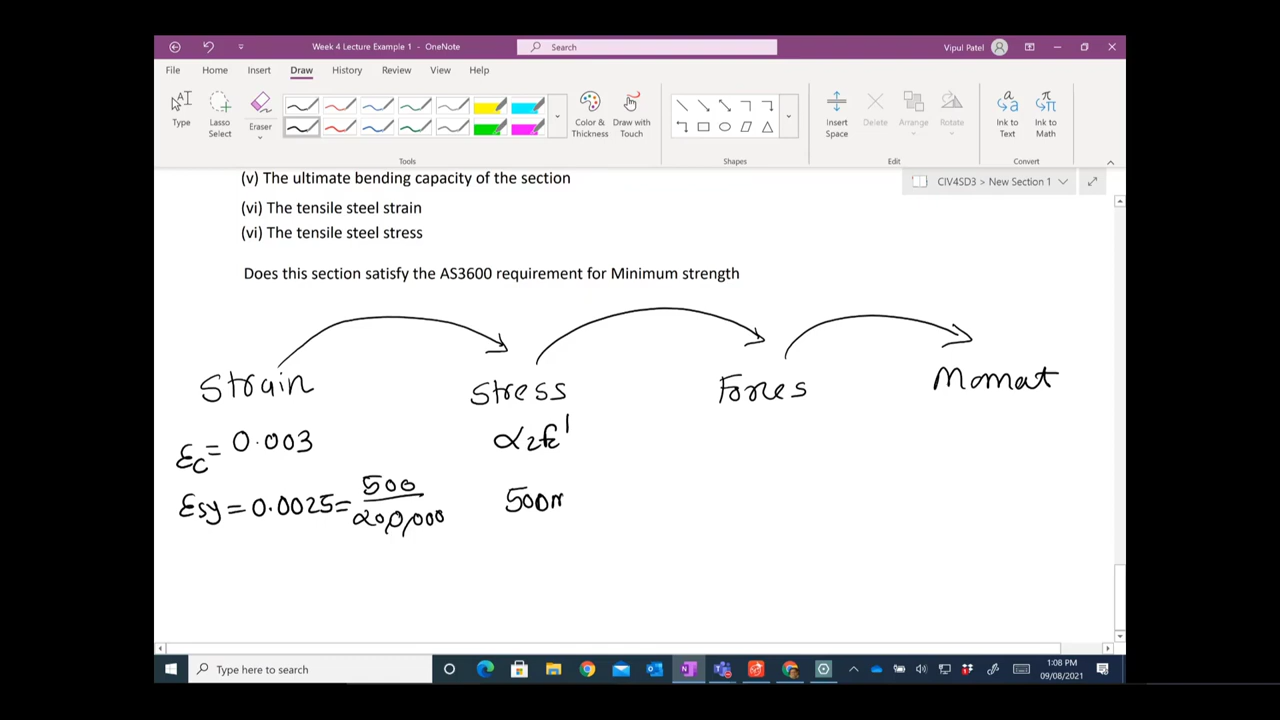 Week 4 Lecture Example 1 - OneNote
Search
Vipul Patel
File Home Insert Draw History Review View Help
Type
Lasso Select
Eraser
Color & Thickness
Draw with Touch
Insert Space
Delete
Arrange
Rotate
Ink to Text
Ink to Math
Tools
Shapes
Edit
Convert
CIV4SD3 > New Section 1
(v) The ultimate bending capacity of the section
(vi) The tensile steel strain
(vi) The tensile steel stress
Does this section satisfy the AS3600 requirement for Minimum strength
Strain Stress Forces Momat
εc = 0.003 α2fc'
εsy = 0.0025 = 500/200,000 500m
Type here to search
1:08 PM
09/08/2021